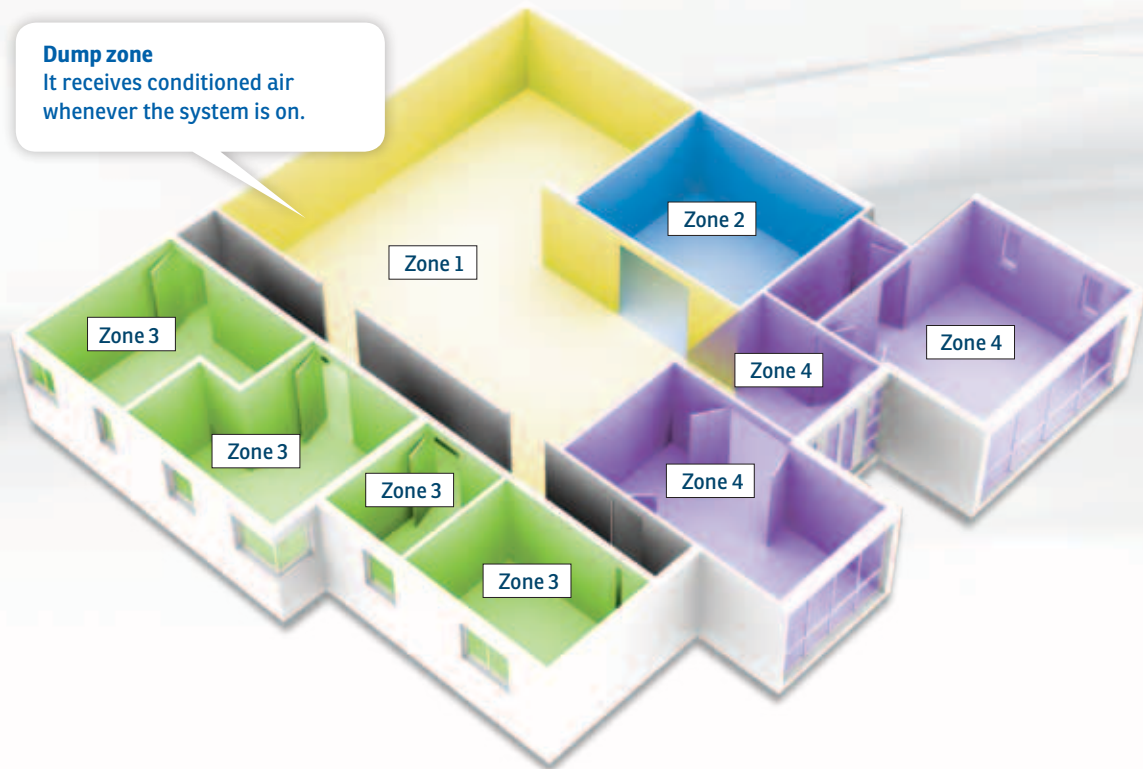 Dump zone
It receives conditioned air
whenever the system is on.
Zone 2
Zone 1
Zone 3
Zone 4
Zone 4
Zone 3
Zone 4
Zone 3
Zone 3